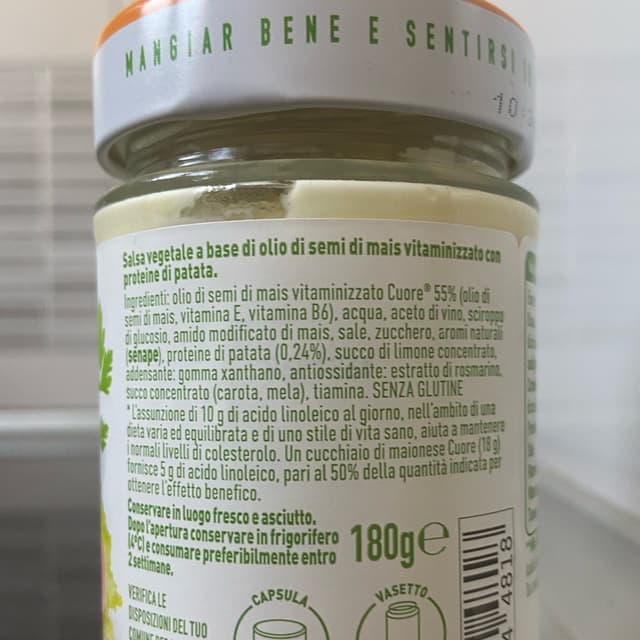 MANGIAR BENE E SENTIRSI
10
Salsa vegetale a base di olio di semi di mais vitaminizzato con
proteine di patata.
Ingredienti: olio di semi di mais vitaminizzato Cuore® 55% (olio di
semi di mais, vitamina E, vitamina B6), acqua, aceto di vino, sciroppo
di glucosio, amido modificato di mais, sale, zucchero, aromi naturali
(senape), proteine di patata (0,24%), succo di limone concentrato,
addensante: gomma xanthano, antiossidante: estratto di rosmarino,
succo concentrato (carota, mela), tiamina. SENZA GLUTINE
* L'assunzione di 10 g di acido linoleico al giorno, nell'ambito di una
dieta varia ed equilibrata e di uno stile di vita sano, aiuta a mantenere
i normali livelli di colesterolo. Un cucchiaio di maionese Cuore (18 g)
fornisce 5 g di acido linoleico, pari al 50% della quantità indicata per
ottenere l'effetto benefico.
Conservare in luogo fresco e asciutto.
Dopo l'apertura conservare in frigorifero
(4°C) e consumare preferibilmente entro
2 settimane.
180g℮
VERIFICA LE
DISPOSIZIONI DEL TUO
CAPSULA
VASETTO
4818